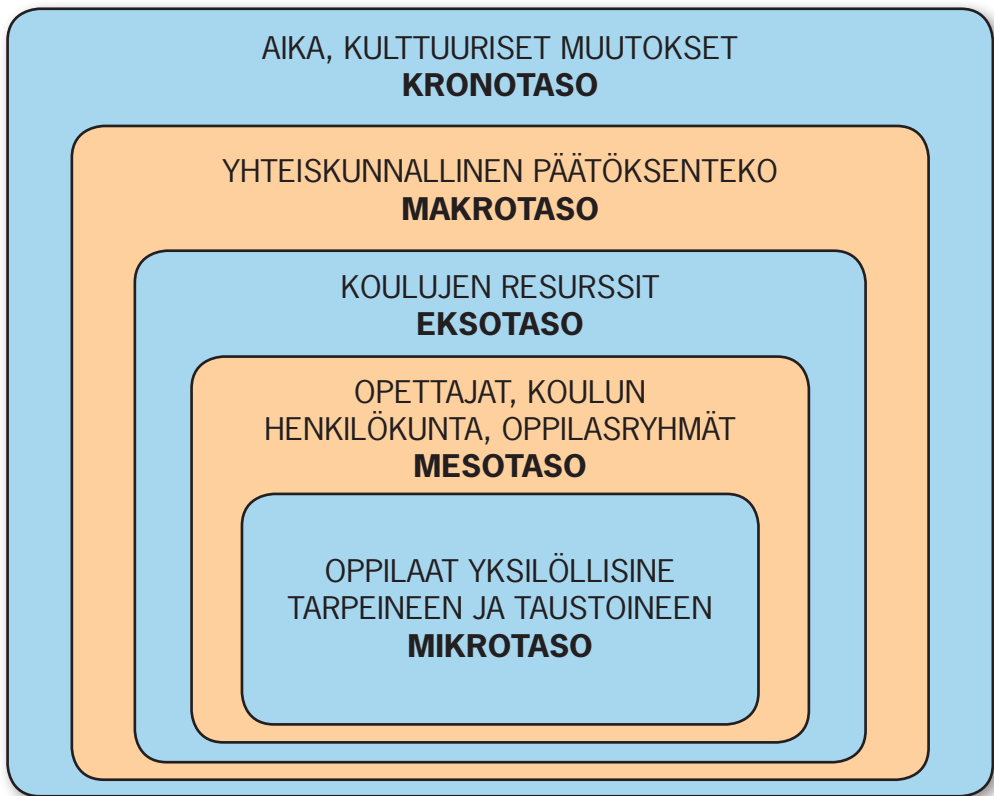 AIKA, KULTTUURISET MUUTOKSET
KRONOTASO
YHTEISKUNNALLINEN PÄÄTÖKSENTEKO
MAKROTASO
KOULUJEN RESURSSIT
EKSOTASO
OPETTAJAT, KOULUN
HENKILÖKUNTA, OPPILASRYHMÄT
MESOTASO
OPPILAAT YKSILÖLLISINE
TARPEINEEN JA TAUSTOINEEN
MIKROTASO